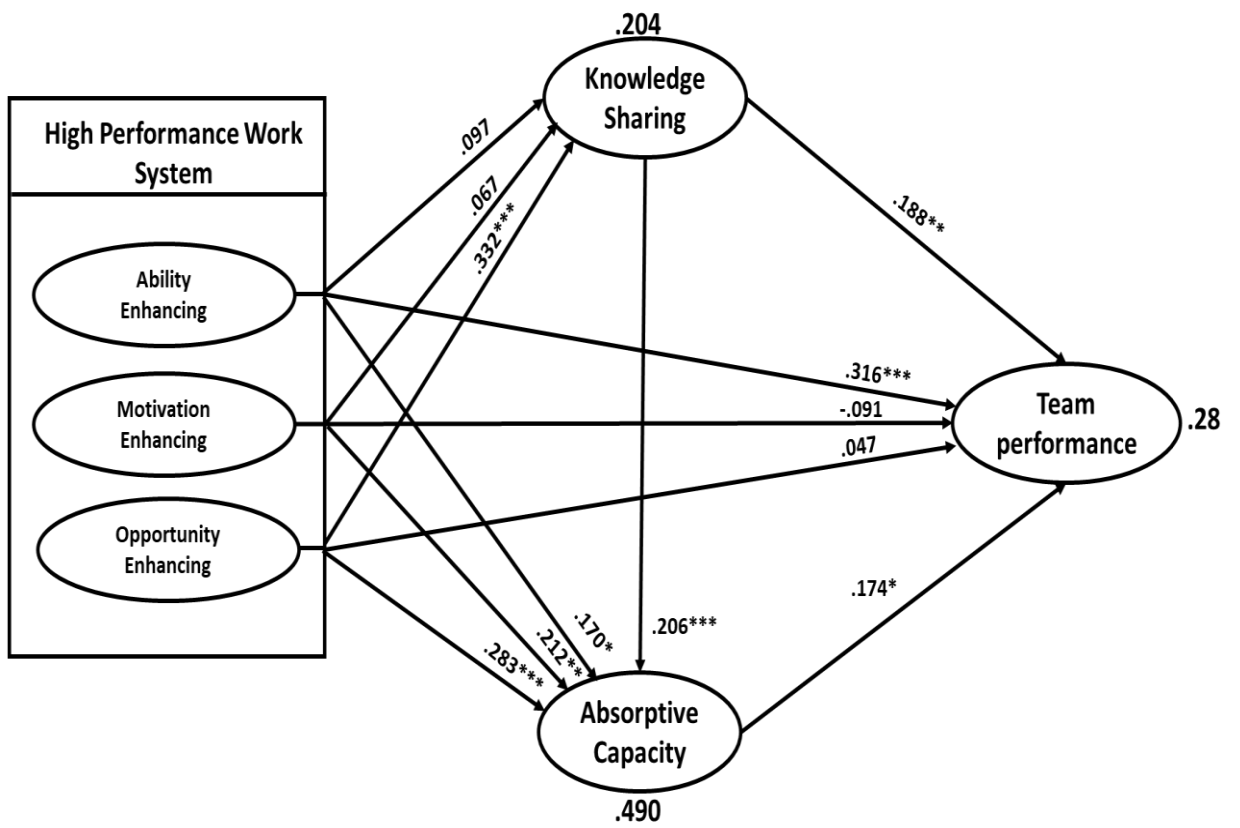 .204
Knowledge
Sharing
High Performance Work
System
.097
.067
.332***
.188**
Ability
Enhancing
.316***
Motivation
Enhancing
-.091
Team
performance
.28
.047
Opportunity
Enhancing
.174*
.170*
.206***
.212**
.283***
Absorptive
Capacity
.490